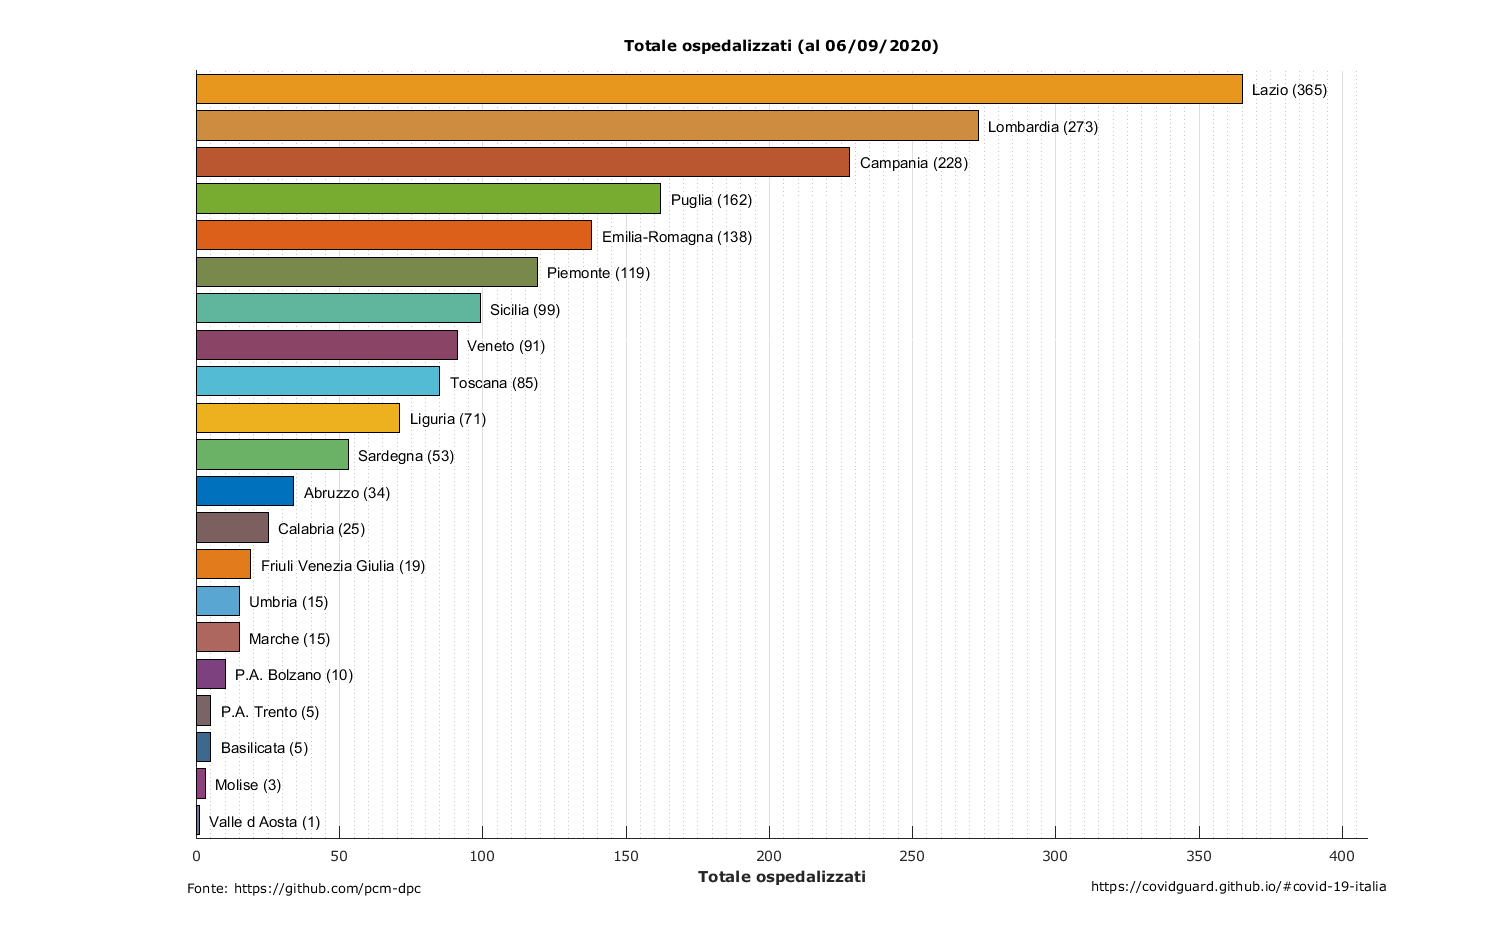 Totale ospedalizzati (al 06/09/2020)
Lazio (365)
Lombardia (273)
Campania (228)
Puglia (162)
Emilia-Romagna (138)
Piemonte (119)
Sicilia (99)
Veneto (91)
Toscana (85)
Liguria (71)
Sardegna (53)
Abruzzo (34)
Calabria (25)
Friuli Venezia Giulia (19)
Umbria (15)
Marche (15)
P.A. Bolzano (10)
P.A. Trento (5)
Basilicata (5)
Molise (3)
Valle d Aosta (1)
0 50 100 150 200 250 300 350 400
Totale ospedalizzati
Fonte: https://github.com/pcm-dpc
https://covidguard.github.io/#covid-19-italia